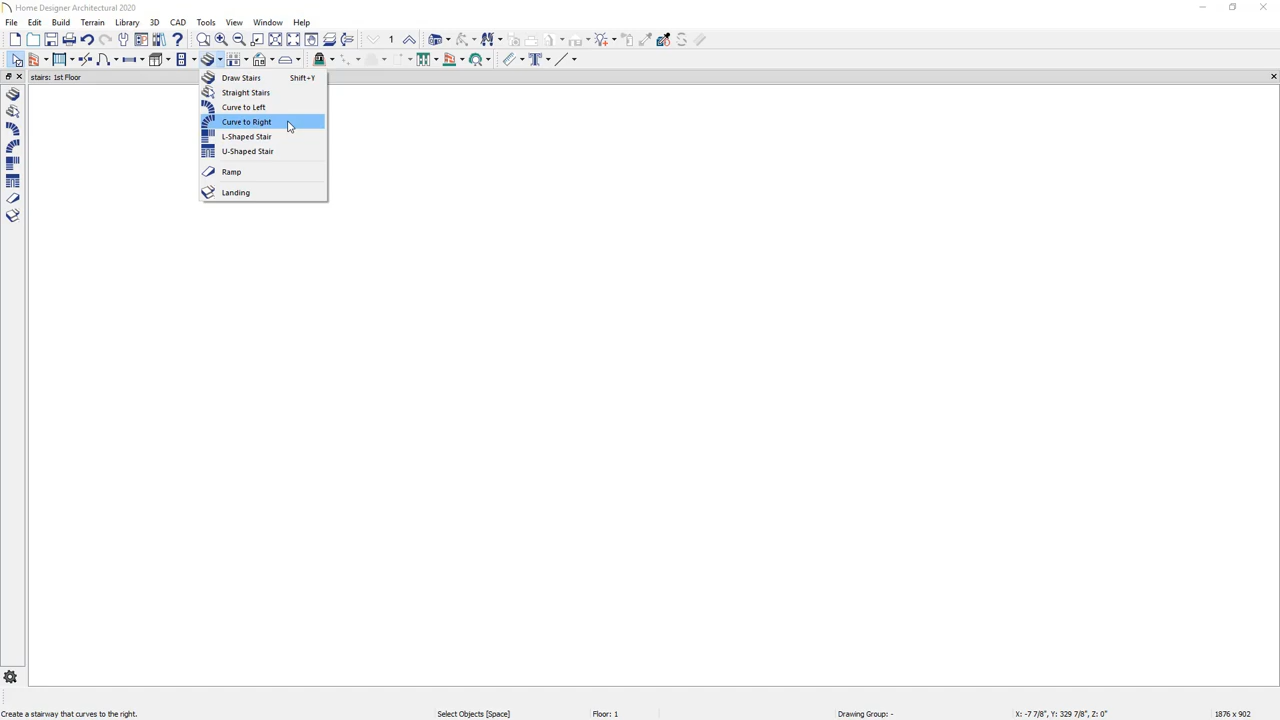 Home Designer Architectural 2020
File Edit Build Terrain Library 3D CAD Tools View Window Help
1
stairs: 1st Floor
Draw Stairs Shift+Y
Straight Stairs
Curve to Left
Curve to Right
L-Shaped Stair
U-Shaped Stair
Ramp
Landing
Create a stairway that curves to the right. Select Objects [Space] Floor: 1 Drawing Group: - X: -7 7/8", Y: 329 7/8", Z: 0" 1876 x 902